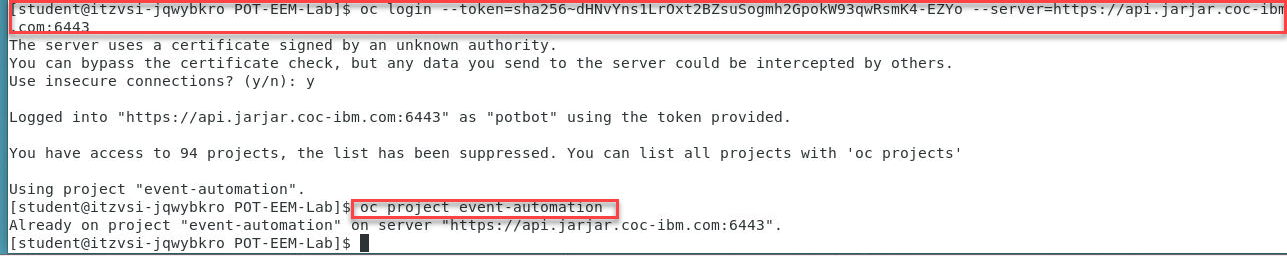 [student@itzvsi-jqwybkro POT-EEM-Lab]$ oc login --token=sha256~dHNvYns1LrOxt2BZsuSogmh2GpokW93qwRsmK4-EZYo --server=https://api.jarjar.coc-ibm
.com:6443
The server uses a certificate signed by an unknown authority.
You can bypass the certificate check, but any data you send to the server could be intercepted by others.
Use insecure connections? (y/n): y
Logged into "https://api.jarjar.coc-ibm.com:6443" as "potbot" using the token provided.
You have access to 94 projects, the list has been suppressed. You can list all projects with 'oc projects'
Using project "event-automation".
[student@itzvsi-jqwybkro POT-EEM-Lab]$ oc project event-automation
Already on project "event-automation" on server "https://api.jarjar.coc-ibm.com:6443".
[student@itzvsi-jqwybkro POT-EEM-Lab]$